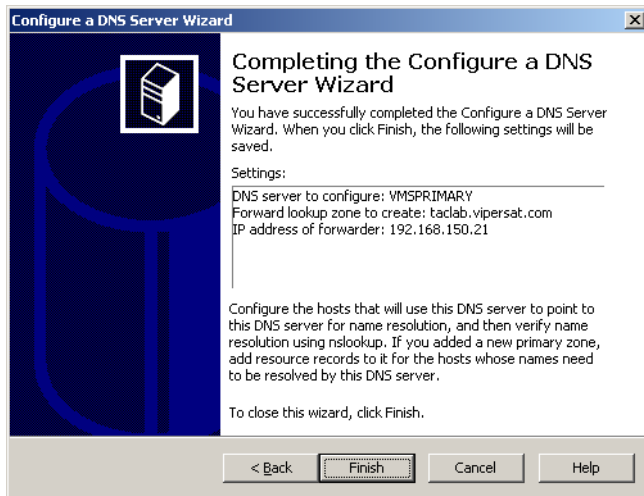 Configure a DNS Server Wizard
Completing the Configure a DNS
Server Wizard
You have successfully completed the Configure a DNS Server
Wizard. When you click Finish, the following settings will be
saved.
Settings:
DNS server to configure: VMSPRIMARY
Forward lookup zone to create: taclab.vipersat.com
IP address of forwarder: 192.168.150.21
Configure the hosts that will use this DNS server to point to
this DNS server for name resolution, and then verify name
resolution using nslookup. If you added a new primary zone,
add resource records to it for the hosts whose names need
to be resolved by this DNS server.
To close this wizard, click Finish.
< Back
Finish
Cancel
Help